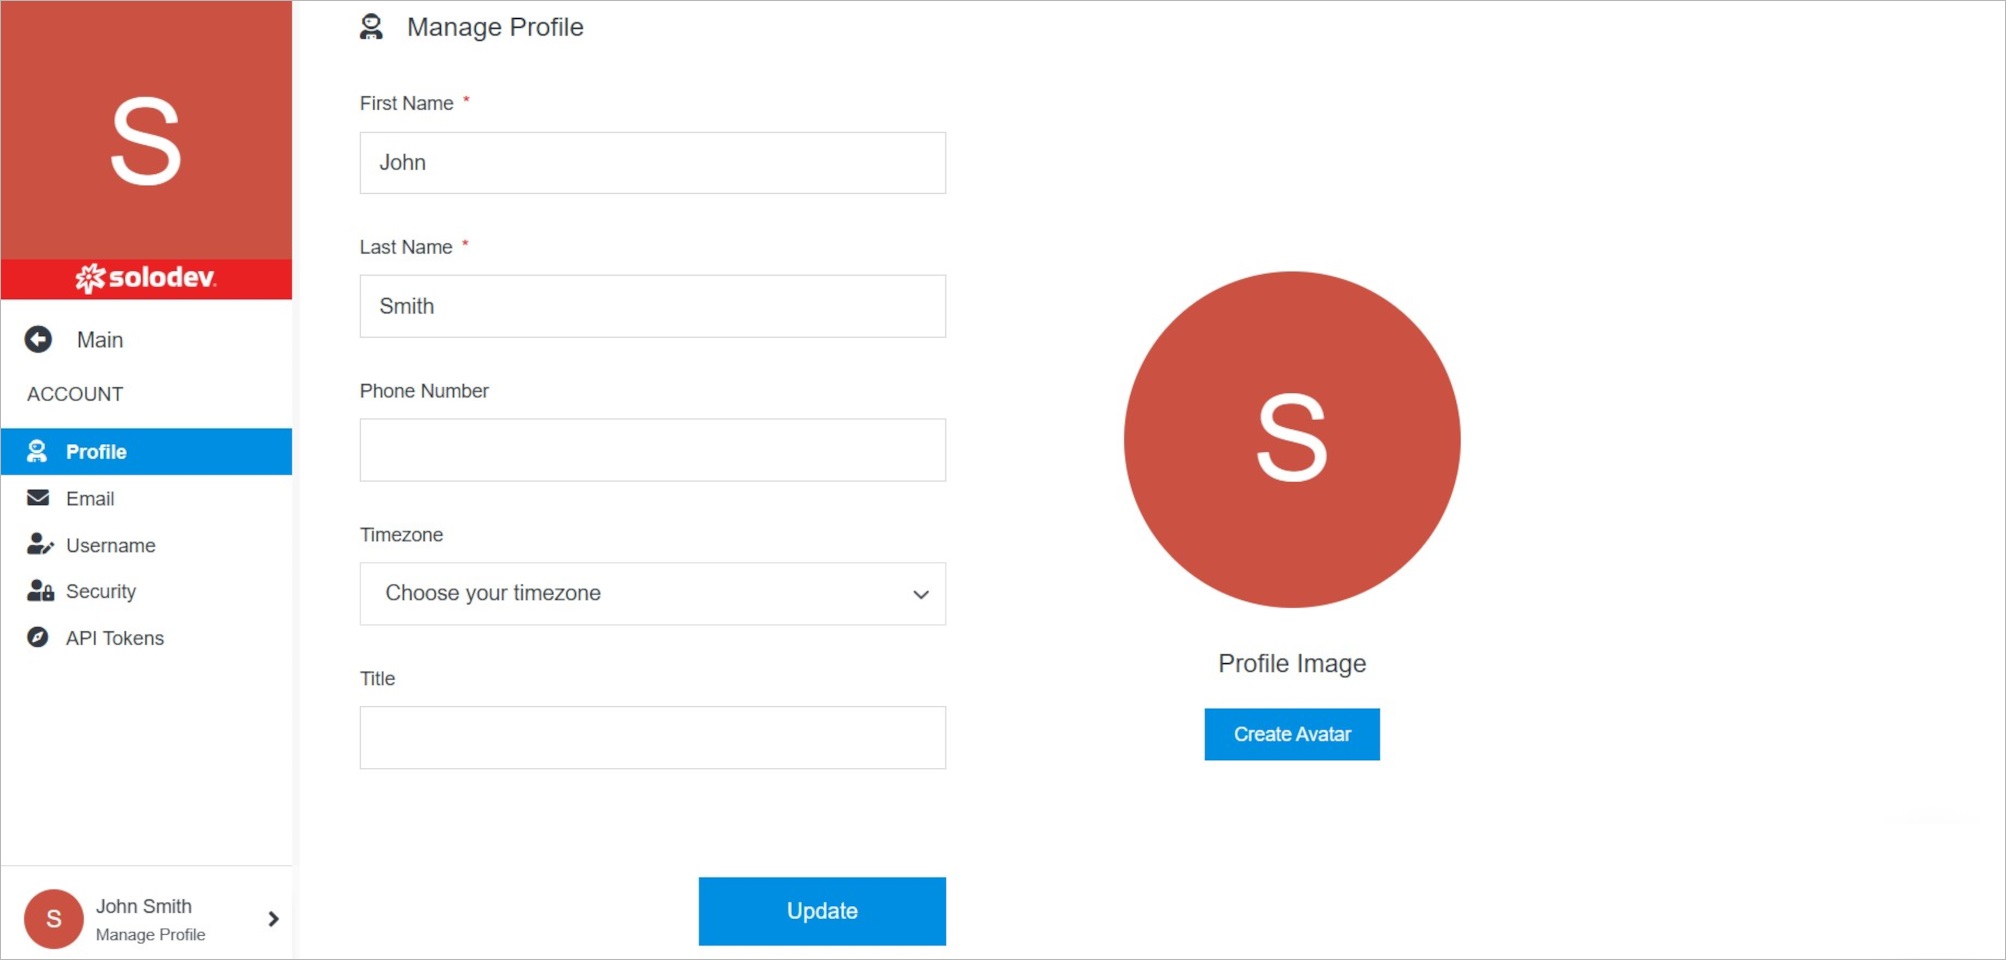 S
solodev
Main
ACCOUNT
Profile
Email
Username
Security
API Tokens
S
John Smith
Manage Profile
Manage Profile
First Name *
John
Last Name *
Smith
Phone Number
Timezone
Choose your timezone
Title
Update
S
Profile Image
Create Avatar